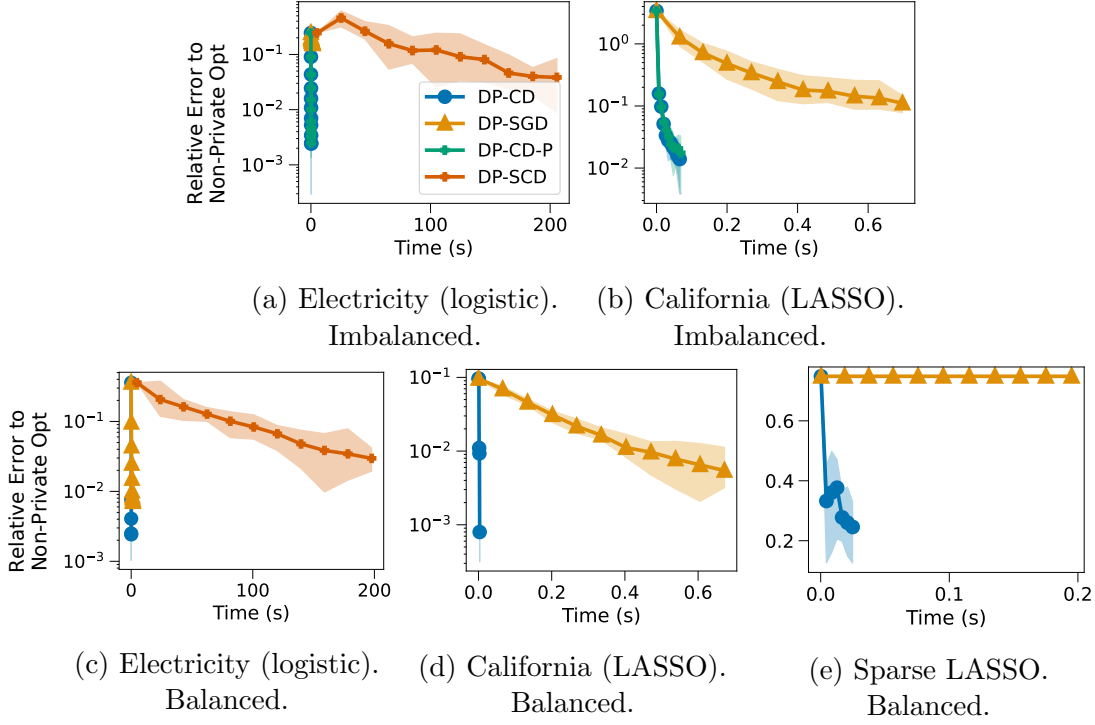 Relative Error to
Non-Private Opt
10⁻¹
10⁻²
10⁻³
DP-CD
DP-SGD
DP-CD-P
DP-SCD
0 100 200
Time (s)
10⁰
10⁻¹
10⁻²
0.0 0.2 0.4 0.6
Time (s)
(a) Electricity (logistic).
Imbalanced.
(b) California (LASSO).
Imbalanced.
Relative Error to
Non-Private Opt
10⁻¹
10⁻²
10⁻³
0 100 200
Time (s)
10⁻¹
10⁻²
10⁻³
0.0 0.2 0.4 0.6
Time (s)
0.6
0.4
0.2
0.0 0.1 0.2
Time (s)
(c) Electricity (logistic).
Balanced.
(d) California (LASSO).
Balanced.
(e) Sparse LASSO.
Balanced.